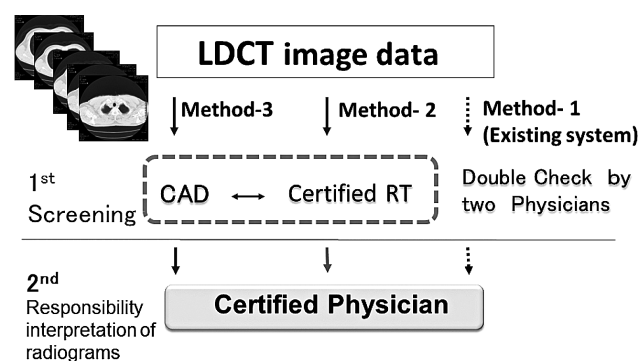 LDCT image data
Method-3
Method- 2
Method- 1
(Existing system)
1st
Screening
CAD
Certified RT
Double Check by
two Physicians
2nd
Responsibility
interpretation of
radiograms
Certified Physician